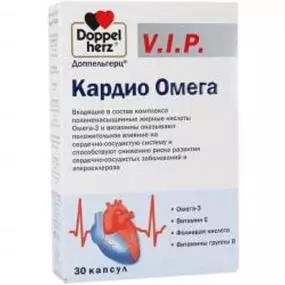 Doppel
herz®
V.I.P.
Доппельгерц®
Кардио Омега
Входящие в состав комплекса
полиненасыщенные жирные кислоты
Омега-3 и витамины оказывают
положительное влияние на
сердечно-сосудистую систему и
способствуют снижению риска развития
сердечно-сосудистых заболеваний и
атеросклероза
• Омега-3
• Витамин Е
• Фолиевая кислота
• Витамины группы В
30 капсул